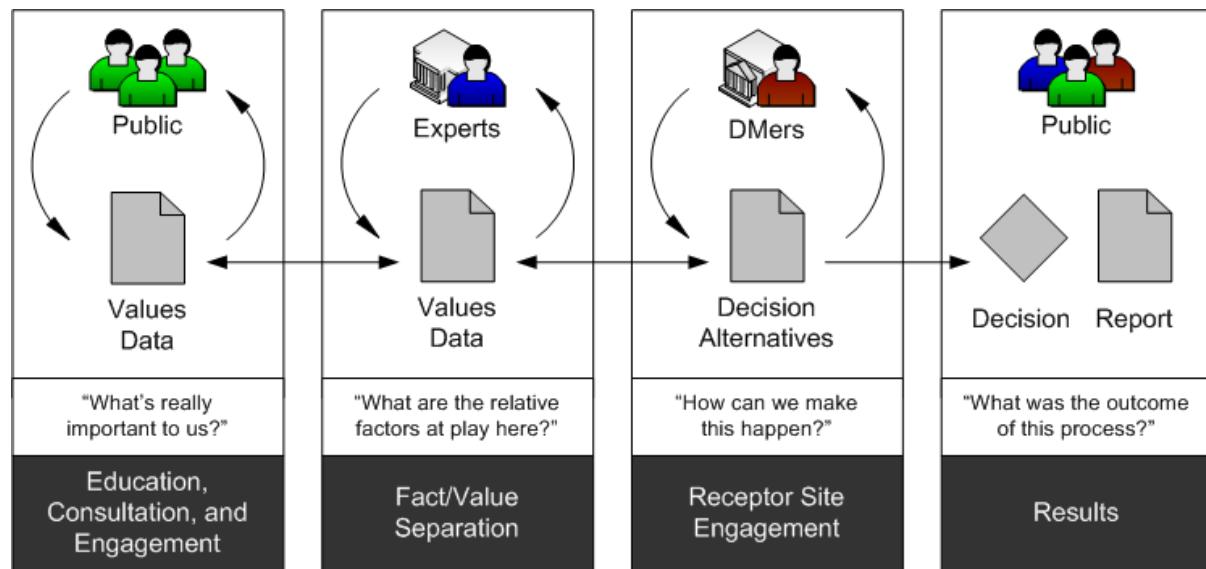 Public
Values
Data
“What's really
important to us?”
Education,
Consultation, and
Engagement
Experts
Values
Data
“What are the relative
factors at play here?”
Fact/Value
Separation
DMers
Decision
Alternatives
“How can we make
this happen?”
Receptor Site
Engagement
Public
Decision
Report
“What was the outcome
of this process?”
Results